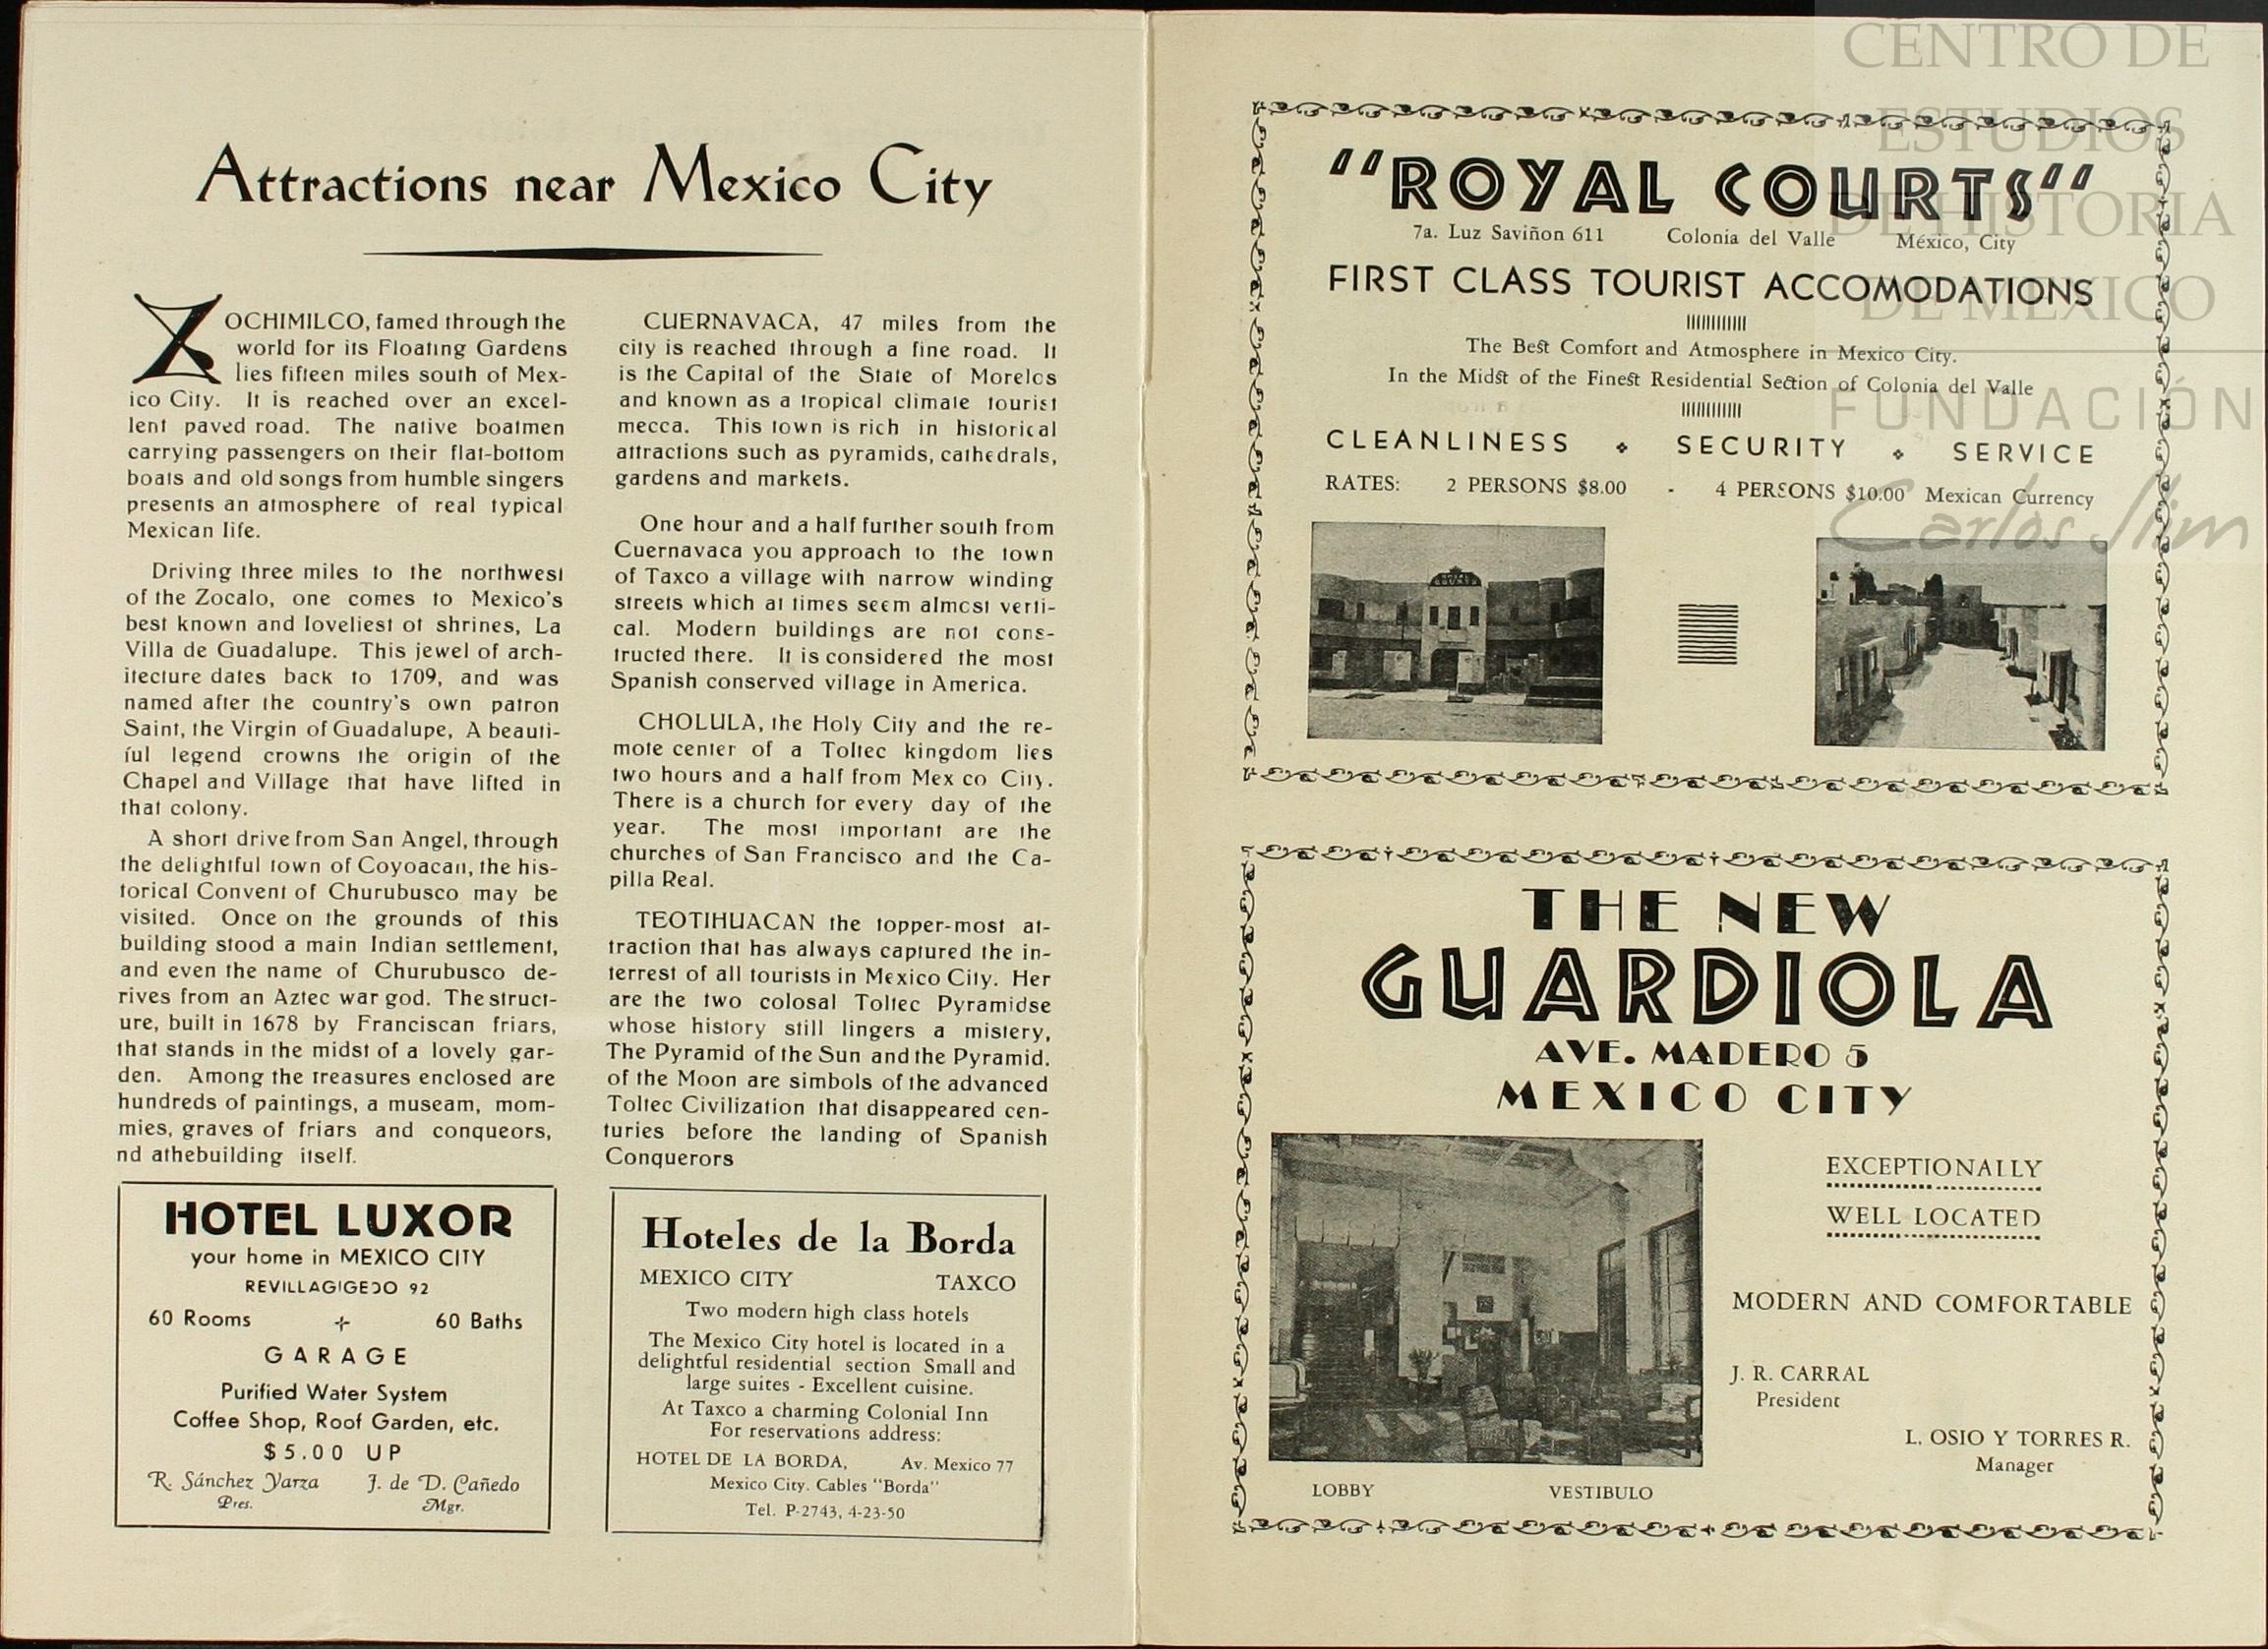 Attractions near Mexico City
ZOCHIMILCO, famed through the
world for its Floating Gardens
lies fifteen miles south of Mex-
ico City. It is reached over an excel-
lent paved road. The native boatmen
carrying passengers on their flat-bottom
boats and old songs from humble singers
presents an atmosphere of real typical
Mexican life.
Driving three miles to the northwest
of the Zocalo, one comes to Mexico's
best known and loveliest of shrines, La
Villa de Guadalupe. This jewel of arch-
itecture dates back to 1709, and was
named after the country's own patron
Saint, the Virgin of Guadalupe, A beauti-
ful legend crowns the origin of the
Chapel and Village that have lifted in
that colony.
A short drive from San Angel, through
the delightful town of Coyoacan, the his-
torical Convent of Churubusco may be
visited. Once on the grounds of this
building stood a main Indian settlement,
and even the name of Churubusco de-
rives from an Aztec war god. The struct-
ure, built in 1678 by Franciscan friars,
that stands in the midst of a lovely gar-
den. Among the treasures enclosed are
hundreds of paintings, a museam, mom-
mies, graves of friars and conqueors,
nd athebuilding itself.
CUERNAVACA, 47 miles from the
city is reached through a fine road. It
is the Capital of the State of Morelos
and known as a tropical climate tourist
mecca. This town is rich in historical
attractions such as pyramids, cathedrals,
gardens and markets.
One hour and a half further south from
Cuernavaca you approach to the town
of Taxco a village with narrow winding
streets which at times seem almost verti-
cal. Modern buildings are not cons-
tructed there. It is considered the most
Spanish conserved village in America.
CHOLULA, the Holy City and the re-
mote center of a Toltec kingdom lies
two hours and a half from Mex co City.
There is a church for every day of the
year. The most important are the
churches of San Francisco and the Ca-
pilla Real.
TEOTIHUACAN the topper-most at-
traction that has always captured the in-
terrest of all tourists in Mexico City. Her
are the two colosal Toltec Pyramidse
whose history still lingers a mistery,
The Pyramid of the Sun and the Pyramid.
of the Moon are simbols of the advanced
Toltec Civilization that disappeared cen-
turies before the landing of Spanish
Conquerors
HOTEL LUXOR
your home in MEXICO CITY
REVILLAGIGEDO 92
60 Rooms 60 Baths
GARAGE
Purified Water System
Coffee Shop, Roof Garden, etc.
$5.00 UP
R. Sánchez Yarza J. de D. Cañedo
Pres. Mgr.
Hoteles de la Borda
MEXICO CITY TAXCO
Two modern high class hotels
The Mexico City hotel is located in a
delightful residential section Small and
large suites - Excellent cuisine.
At Taxco a charming Colonial Inn
For reservations address:
HOTEL DE LA BORDA, Av. Mexico 77
Mexico City. Cables "Borda"
Tel. P-2743, 4-23-50
"ROYAL COURTS"
7a. Luz Saviñon 611 Colonia del Valle México, City
FIRST CLASS TOURIST ACCOMODATIONS
The Best Comfort and Atmosphere in Mexico City.
In the Midst of the Finest Residential Section of Colonia del Valle
CLEANLINESS SECURITY SERVICE
RATES: 2 PERSONS $8.00 - 4 PERSONS $10.00 Mexican Currency
THE NEW
GUARDIOLA
AVE. MADERO 5
MEXICO CITY
EXCEPTIONALLY
WELL LOCATED
MODERN AND COMFORTABLE
J. R. CARRAL
President
L. OSIO Y TORRES R.
Manager
LOBBY VESTIBULO
CENTRO DE
ESTUDIOS
DE HISTORIA
DE MEXICO
FUNDACIÓN
Carlos Slim